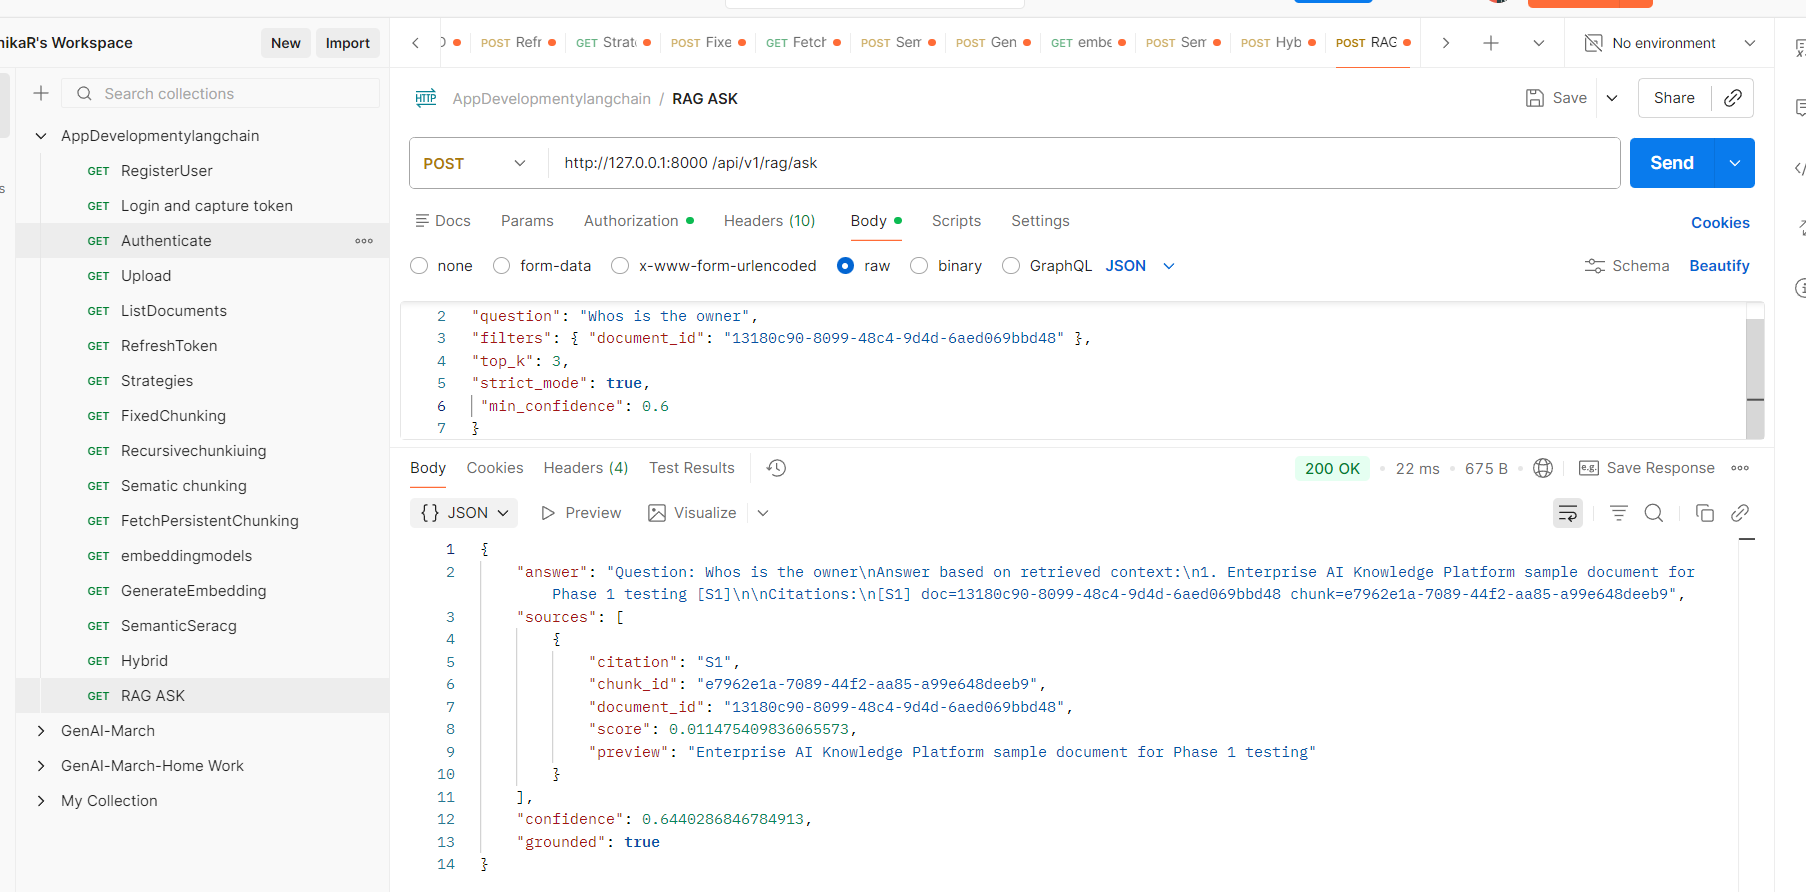 nikaR's Workspace
New
Import
POST Refr
GET Strat
POST Fixe
GET Fetch
POST Sem
POST Gen
GET embe
POST Sem
POST Hyb
POST RAG
No environment
Search collections
AppDevelopmentylangchain
GET RegisterUser
GET Login and capture token
GET Authenticate
GET Upload
GET ListDocuments
GET RefreshToken
GET Strategies
GET FixedChunking
GET Recursivechunkiuing
GET Sematic chunking
GET FetchPersistentChunking
GET embeddingmodels
GET GenerateEmbedding
GET SemanticSeracg
GET Hybrid
GET RAG ASK
GenAI-March
GenAI-March-Home Work
My Collection
HTTP AppDevelopmentylangchain / RAG ASK
Save
Share
POST http://127.0.0.1:8000 /api/v1/rag/ask
Send
Docs Params Authorization Headers (10) Body Scripts Settings
Cookies
none form-data x-www-form-urlencoded raw binary GraphQL JSON
Schema Beautify
2 "question": "Whos is the owner",
3 "filters": { "document_id": "13180c90-8099-48c4-9d4d-6aed069bbd48" },
4 "top_k": 3,
5 "strict_mode": true,
6 "min_confidence": 0.6
7 }
Body Cookies Headers (4) Test Results
200 OK 22 ms 675 B e.g. Save Response
{} JSON Preview Visualize
1 {
2 "answer": "Question: Whos is the owner\nAnswer based on retrieved context:\n1. Enterprise AI Knowledge Platform sample document for
Phase 1 testing [S1]\n\nCitations:\n[S1] doc=13180c90-8099-48c4-9d4d-6aed069bbd48 chunk=e7962e1a-7089-44f2-aa85-a99e648deeb9",
3 "sources": [
4 {
5 "citation": "S1",
6 "chunk_id": "e7962e1a-7089-44f2-aa85-a99e648deeb9",
7 "document_id": "13180c90-8099-48c4-9d4d-6aed069bbd48",
8 "score": 0.011475409836065573,
9 "preview": "Enterprise AI Knowledge Platform sample document for Phase 1 testing"
10 }
11 ],
12 "confidence": 0.6440286846784913,
13 "grounded": true
14 }